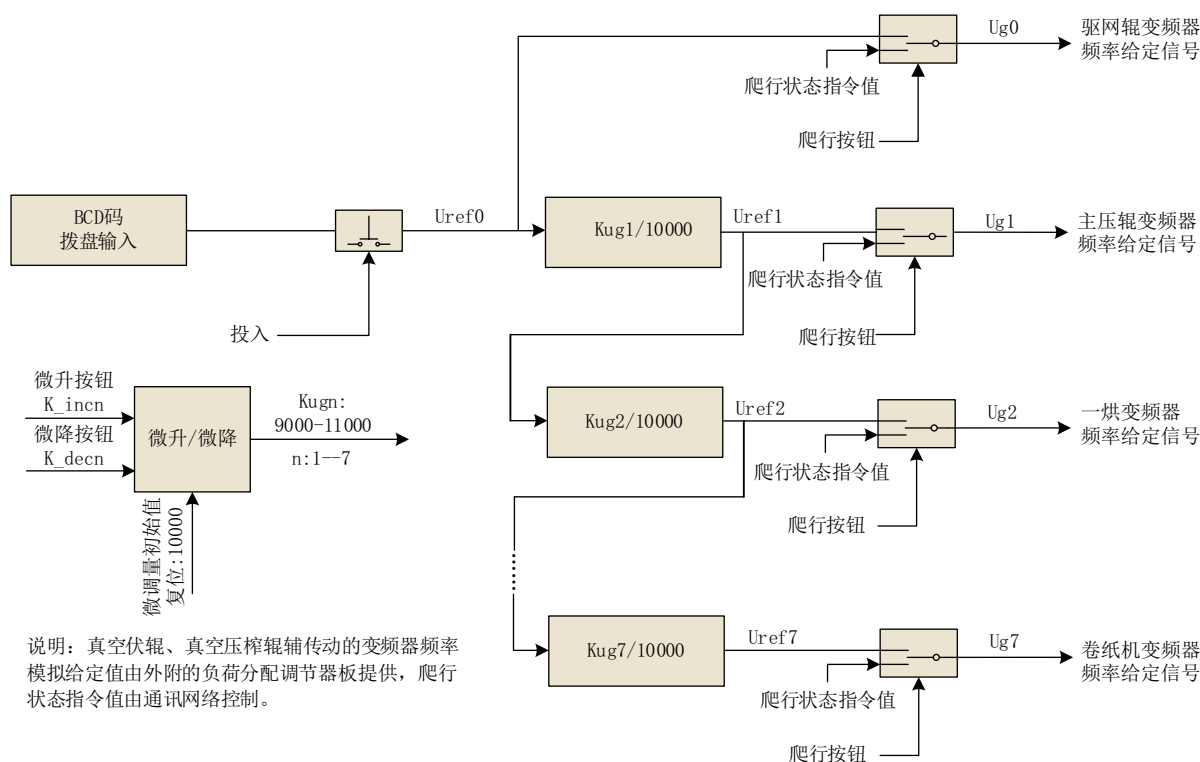 Ug0
驱网辊变频器
频率给定信号
爬行状态指令值
爬行按钮
BCD码
拨盘输入
Uref0
Kug1/10000
Uref1
Ug1
主压辊变频器
频率给定信号
爬行状态指令值
投入
爬行按钮
微升按钮
K_incn
微降按钮
K_decn
微升/微降
Kugn:
9000-11000
n:1--7
微调量初始值
复位:10000
Kug2/10000
Uref2
Ug2
一烘变频器
频率给定信号
爬行状态指令值
爬行按钮
Kug7/10000
Uref7
Ug7
卷纸机变频器
频率给定信号
爬行状态指令值
爬行按钮
说明：真空伏辊、真空压榨辊辅传动的变频器频率
模拟给定值由外附的负荷分配调节器板提供，爬行
状态指令值由通讯网络控制。